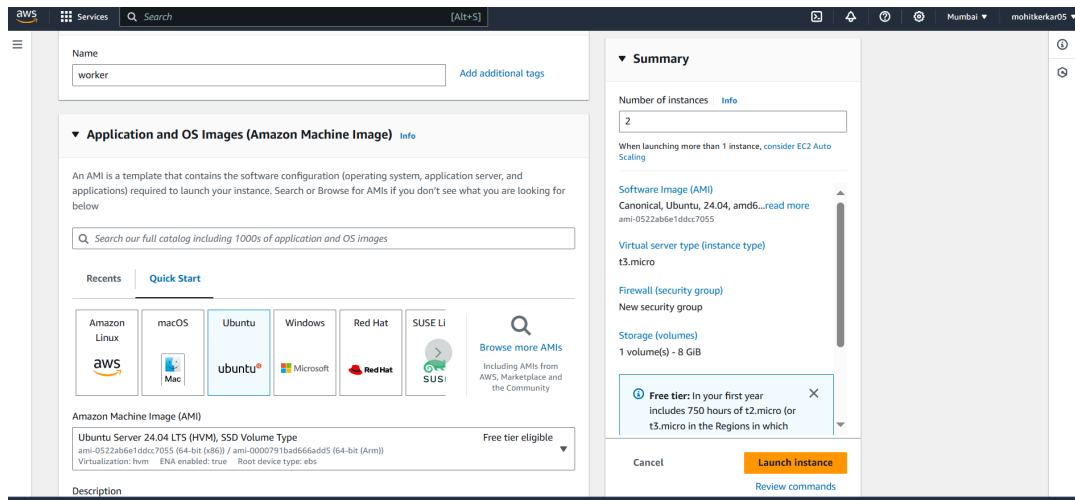 aws
Services
Search
[Alt+S]
Mumbai
mohitkerkar05
Name
worker
Add additional tags
Application and OS Images (Amazon Machine Image) Info
An AMI is a template that contains the software configuration (operating system, application server, and
applications) required to launch your instance. Search or Browse for AMIs if you don't see what you are looking for
below
Search our full catalog including 1000s of application and OS images
Recents
Quick Start
Amazon
Linux
aws
macOS
Mac
Ubuntu
ubuntu
Windows
Microsoft
Red Hat
Red Hat
SUSE Li
SUS
Browse more AMIs
Including AMIs from
AWS, Marketplace and
the Community
Amazon Machine Image (AMI)
Ubuntu Server 24.04 LTS (HVM), SSD Volume Type
Free tier eligible
ami-0522ab6e1ddcc7055 (64-bit (x86)) / ami-0000791bad666add5 (64-bit (Arm))
Virtualization: hvm ENA enabled: true Root device type: ebs
Description
Summary
Number of instances Info
2
When launching more than 1 instance, consider EC2 Auto
Scaling
Software Image (AMI)
Canonical, Ubuntu, 24.04, amd6...read more
ami-0522ab6e1ddcc7055
Virtual server type (instance type)
t3.micro
Firewall (security group)
New security group
Storage (volumes)
1 volume(s) - 8 GiB
Free tier: In your first year
includes 750 hours of t2.micro (or
t3.micro in the Regions in which
Cancel
Launch instance
Review commands